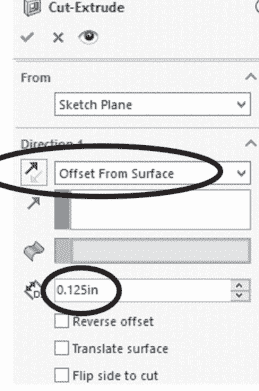 Cut-Extrude
From
Sketch Plane
Direction 1
Offset From Surface
0.125in
Reverse offset
Translate surface
Flip side to cut